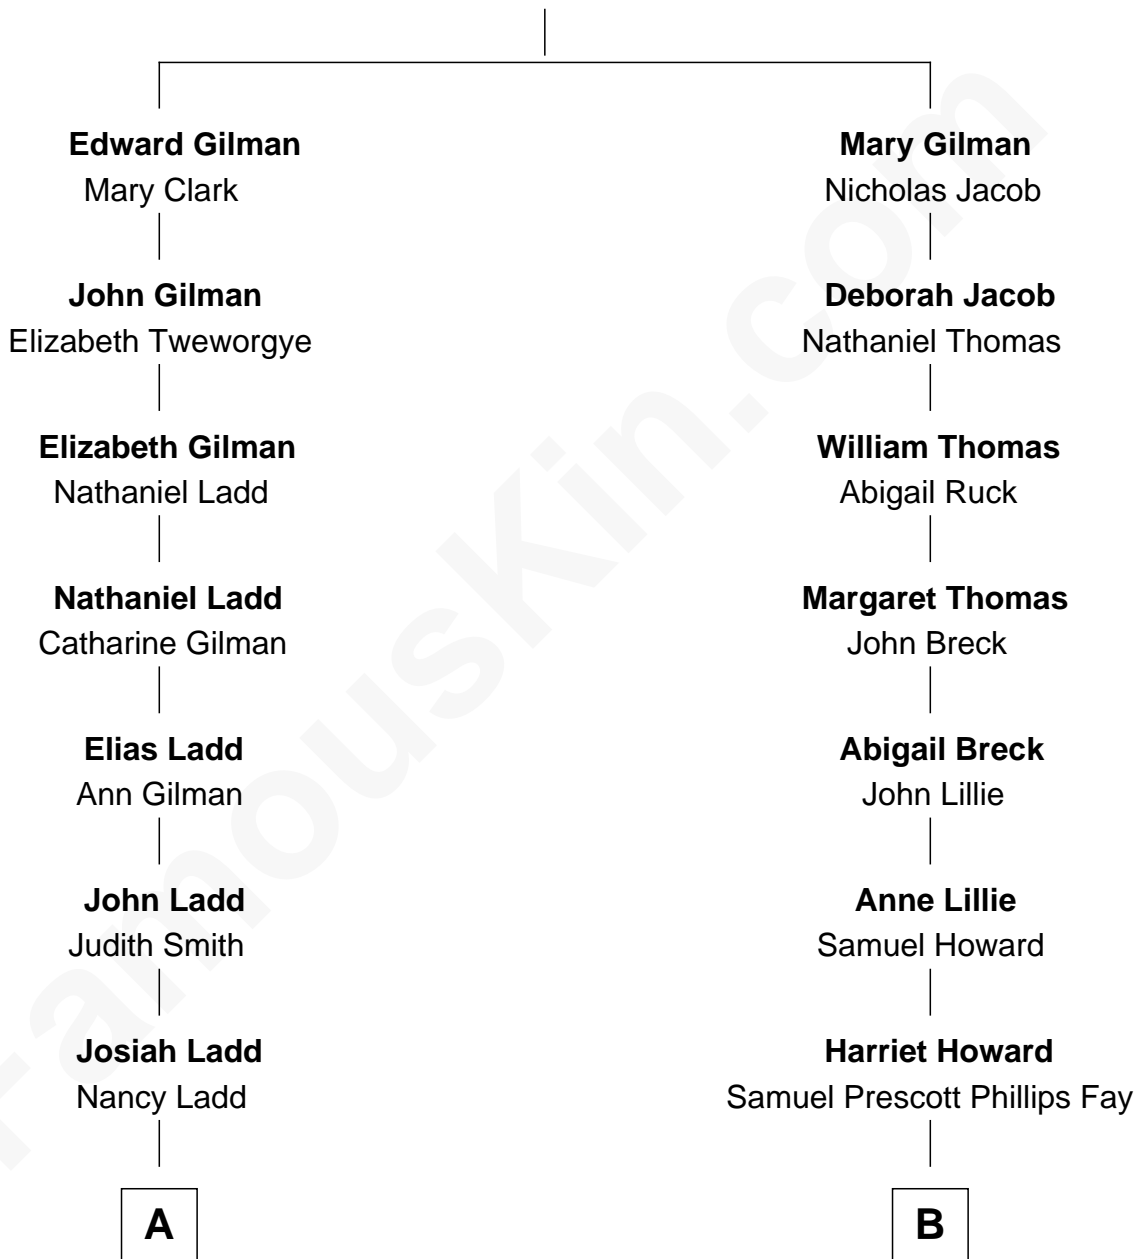 Edward Gilman
Mary Clark
John Gilman
Elizabeth Tweworgye
Elizabeth Gilman
Nathaniel Ladd
Nathaniel Ladd
Catharine Gilman
Elias Ladd
Ann Gilman
John Ladd
Judith Smith
Josiah Ladd
Nancy Ladd
A
Mary Gilman
Nicholas Jacob
Deborah Jacob
Nathaniel Thomas
William Thomas
Abigail Ruck
Margaret Thomas
John Breck
Abigail Breck
John Lillie
Anne Lillie
Samuel Howard
Harriet Howard
Samuel Prescott Phillips Fay
B
FamousKin.com